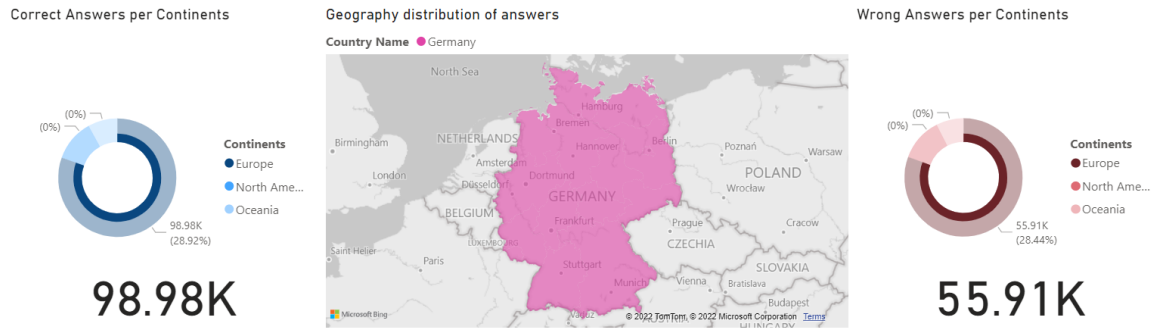 Correct Answers per Continents
(0%)
(0%)
98.98K
(28.92%)
Continents
Europe
North Ame...
Oceania
98.98K
Geography distribution of answers
Country Name Germany
North Sea
Hamburg
Bremen
Birmingham
NETHERLANDS
Berlin
Hannover
Poznań
Amsterdam
Warsaw
London
Dortmund
Düsseldorf
POLAND
GERMANY
Wrocław
BELGIUM
Frankfurt
Prague
Cracow
LUXEMBOURG
CZECHIA
Saint Helier
Paris
Stuttgart
SLOVAKIA
Munich
Vienna
Bratislava
Budapest
Vaduz
HUNGARY
Microsoft Bing
© 2022 TomTom, © 2022 Microsoft Corporation Terms
Wrong Answers per Continents
(0%)
(0%)
55.91K
(28.44%)
Continents
Europe
North Ame...
Oceania
55.91K